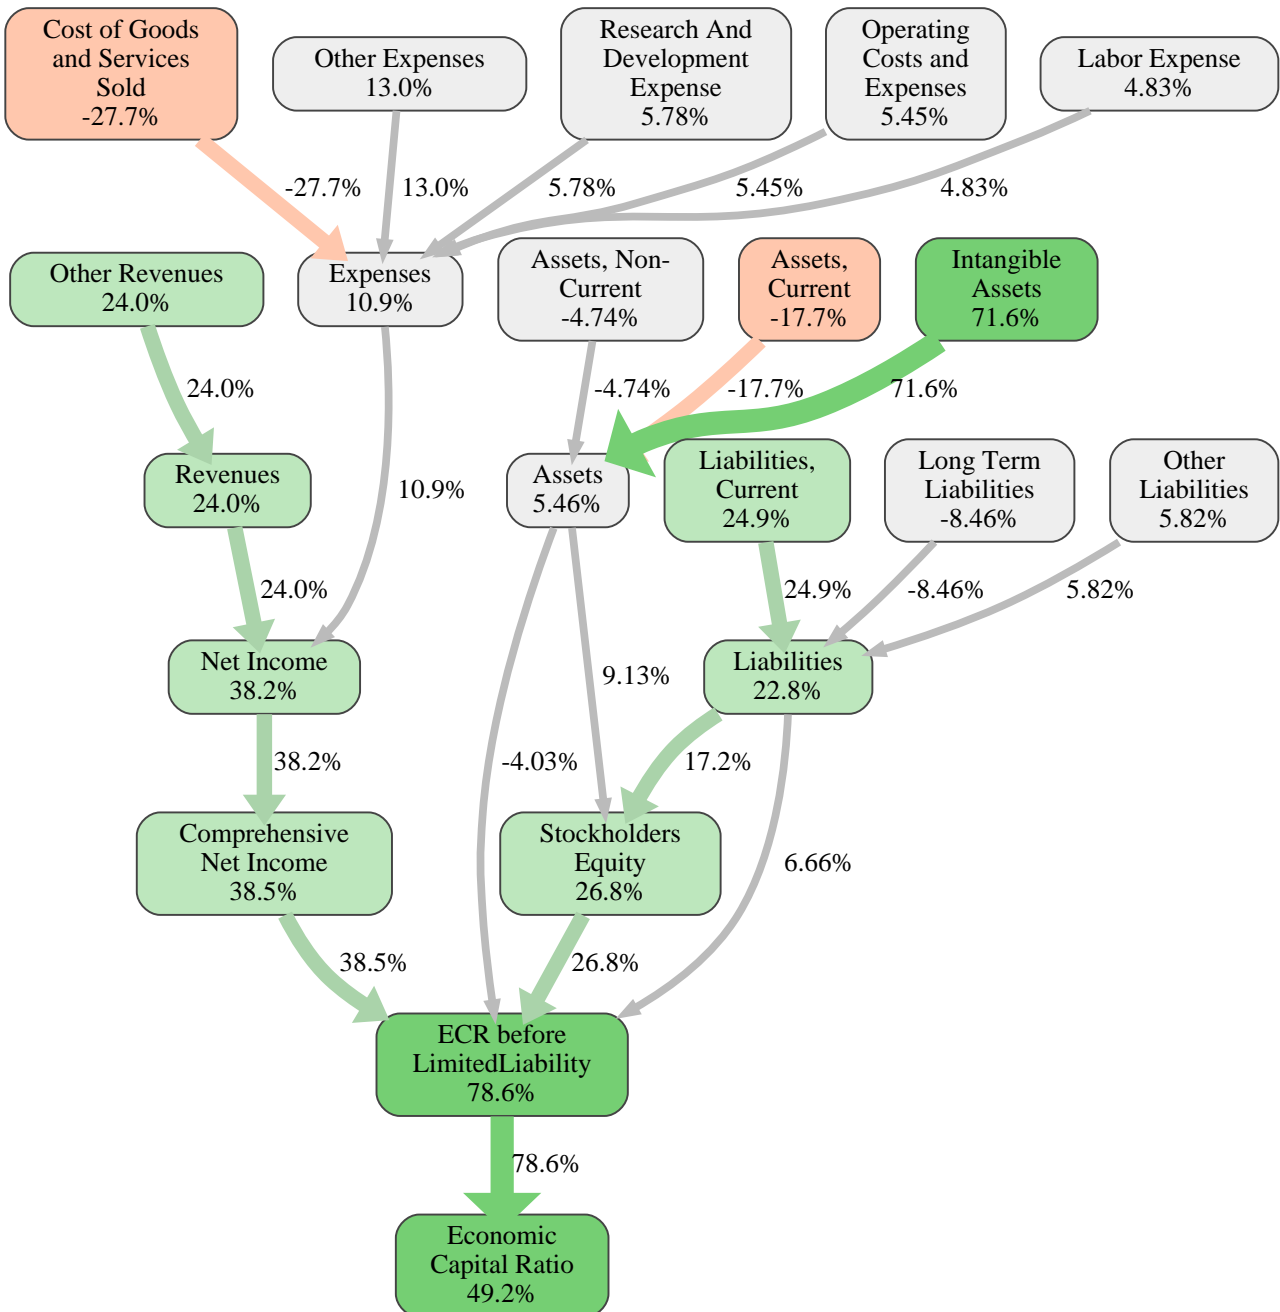 Cost of Goods
and Services
Sold
-27.7%
Other Expenses
13.0%
Research And
Development
Expense
5.78%
Operating
Costs and
Expenses
5.45%
Labor Expense
4.83%
-27.7%
13.0%
5.78%
5.45%
4.83%
Other Revenues
24.0%
Expenses
10.9%
Assets, Non-
Current
-4.74%
Assets,
Current
-17.7%
Intangible
Assets
71.6%
24.0%
-4.74%
-17.7%
71.6%
Revenues
24.0%
10.9%
Assets
5.46%
Liabilities,
Current
24.9%
Long Term
Liabilities
-8.46%
Other
Liabilities
5.82%
24.0%
24.9%
-8.46%
5.82%
Net Income
38.2%
9.13%
Liabilities
22.8%
38.2%
-4.03%
17.2%
Comprehensive
Net Income
38.5%
Stockholders
Equity
26.8%
6.66%
38.5%
26.8%
ECR before
LimitedLiability
78.6%
78.6%
Economic
Capital Ratio
49.2%